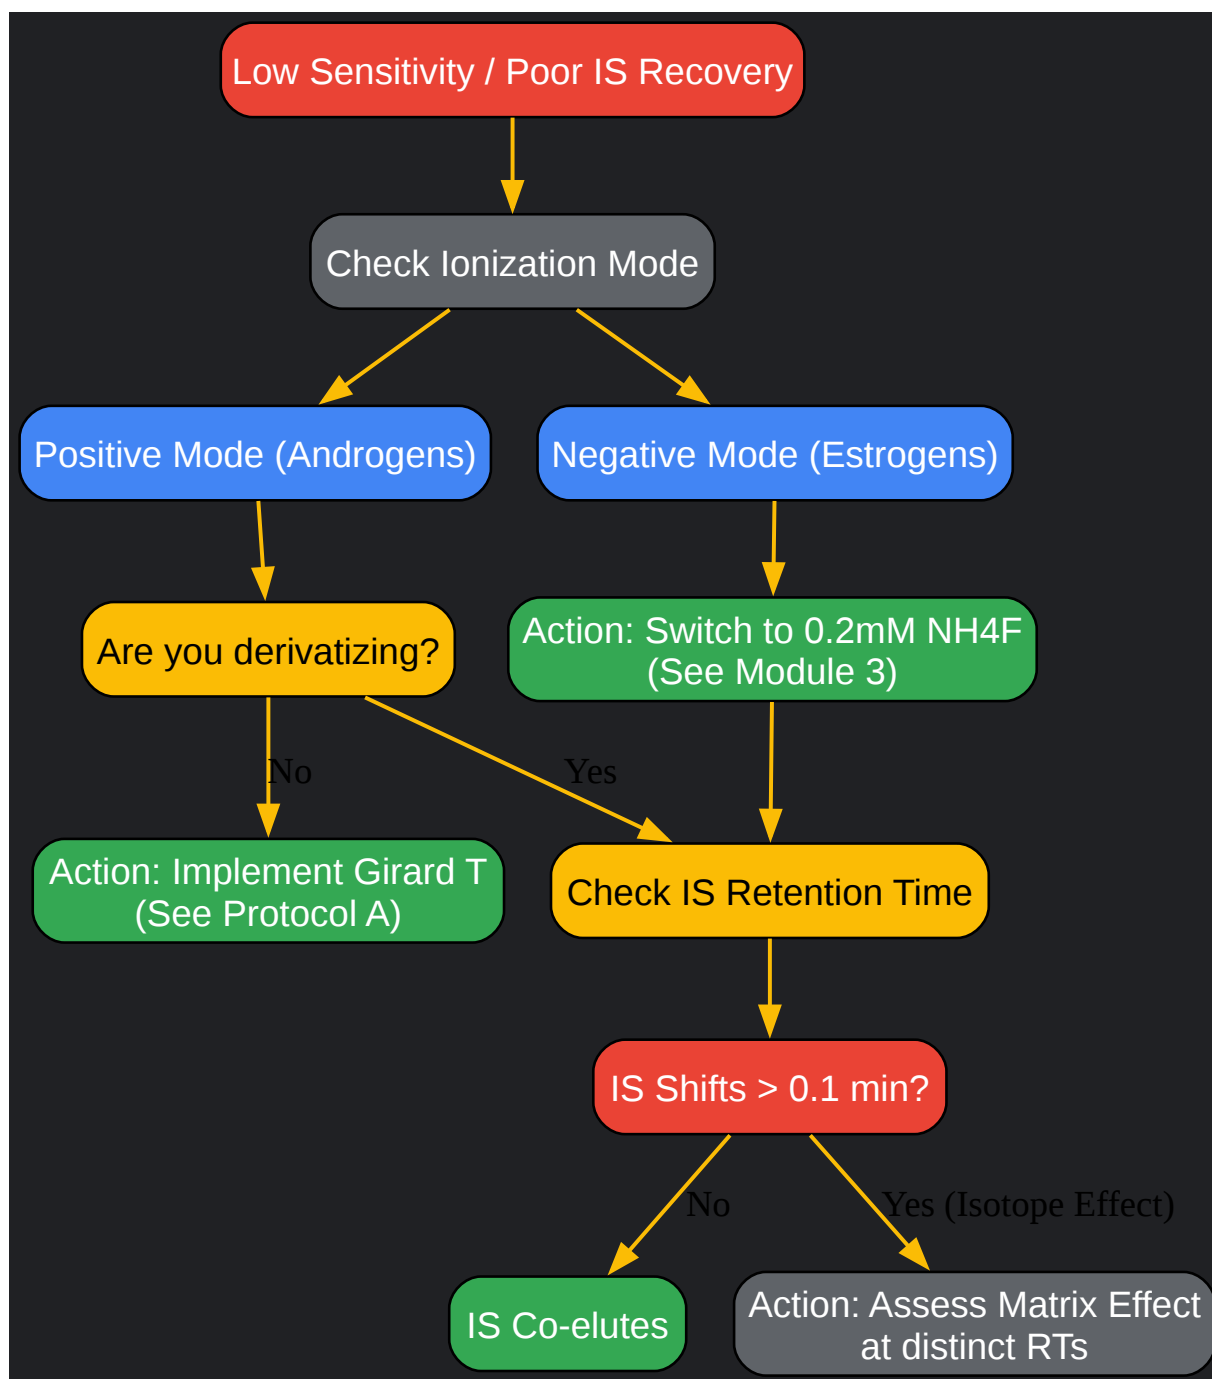 Low Sensitivity / Poor IS Recovery
Check Ionization Mode
Positive Mode (Androgens)
Negative Mode (Estrogens)
Are you derivatizing?
Action: Switch to 0.2mM NH4F
(See Module 3)
No
Yes
Action: Implement Girard T
(See Protocol A)
Check IS Retention Time
IS Shifts > 0.1 min?
No
Yes (Isotope Effect)
IS Co-elutes
Action: Assess Matrix Effect
at distinct RTs